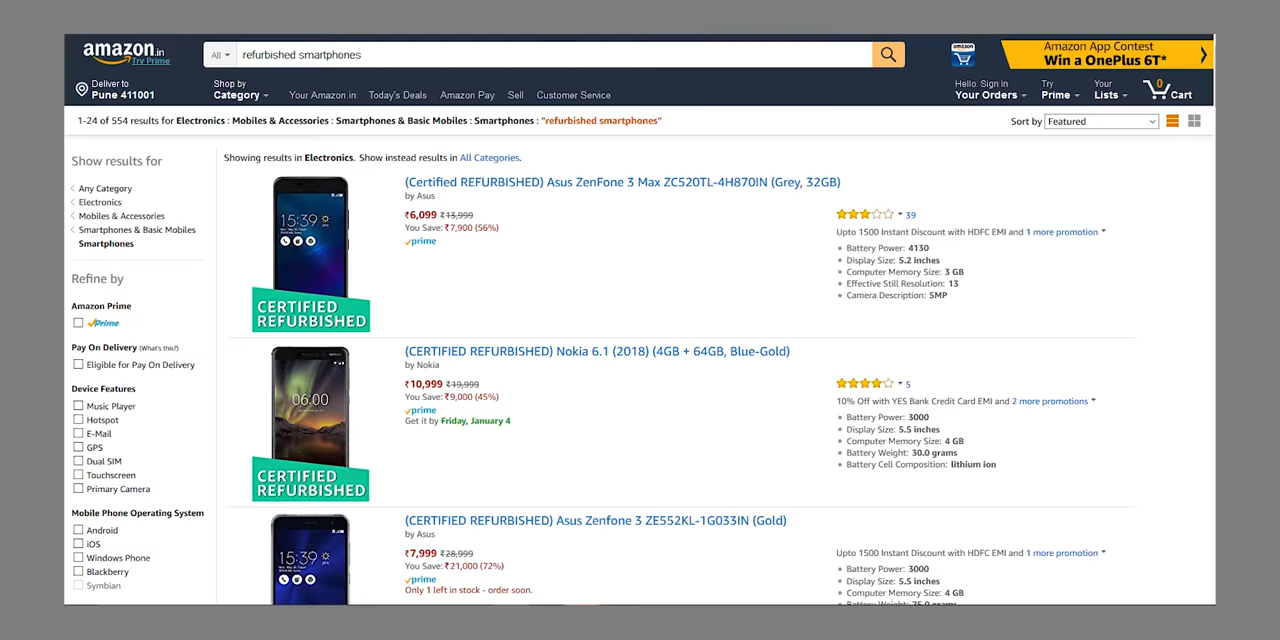 amazon.in
Try Prime
All
refurbished smartphones
amazon
Amazon App Contest
Win a OnePlus 6T*
Deliver to
Pune 411001
Shop by
Category
Your Amazon.in
Today's Deals
Amazon Pay
Sell
Customer Service
Hello. Sign in
Your Orders
Try
Prime
Your
Lists
0
Cart
1-24 of 554 results for Electronics : Mobiles & Accessories : Smartphones & Basic Mobiles : Smartphones : "refurbished smartphones"
Sort by Featured
Show results for
Any Category
Electronics
Mobiles & Accessories
Smartphones & Basic Mobiles
Smartphones
Refine by
Amazon Prime
Prime
Pay On Delivery (What's this?)
Eligible for Pay On Delivery
Device Features
Music Player
Hotspot
E-Mail
GPS
Dual SIM
Touchscreen
Primary Camera
Mobile Phone Operating System
Android
iOS
Windows Phone
Blackberry
Symbian
Showing results in Electronics. Show instead results in All Categories.
15:39
CERTIFIED
REFURBISHED
(Certified REFURBISHED) Asus ZenFone 3 Max ZC520TL-4H870IN (Grey, 32GB)
by Asus
₹6,099 ₹13,999
You Save: ₹7,900 (56%)
prime
39
Upto 1500 Instant Discount with HDFC EMI and 1 more promotion
Battery Power: 4130
Display Size: 5.2 inches
Computer Memory Size: 3 GB
Effective Still Resolution: 13
Camera Description: 5MP
06:00
CERTIFIED
REFURBISHED
(CERTIFIED REFURBISHED) Nokia 6.1 (2018) (4GB + 64GB, Blue-Gold)
by Nokia
₹10,999 ₹19,999
You Save: ₹9,000 (45%)
prime
Get it by Friday, January 4
5
10% Off with YES Bank Credit Card EMI and 2 more promotions
Battery Power: 3000
Display Size: 5.5 inches
Computer Memory Size: 4 GB
Battery Weight: 30.0 grams
Battery Cell Composition: lithium ion
15:39
(CERTIFIED REFURBISHED) Asus Zenfone 3 ZE552KL-1G033IN (Gold)
by Asus
₹7,999 ₹28,999
You Save: ₹21,000 (72%)
prime
Only 1 left in stock - order soon.
Upto 1500 Instant Discount with HDFC EMI and 1 more promotion
Battery Power: 3000
Display Size: 5.5 inches
Computer Memory Size: 4 GB